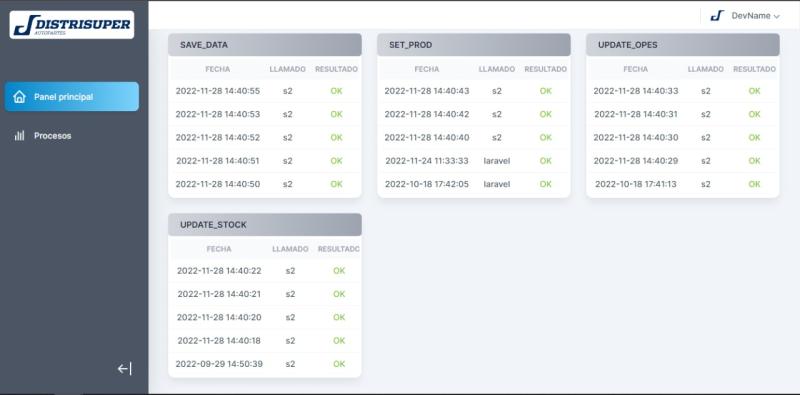 DISTRISUPER
AUTOPARTES
DevName
Panel principal
Procesos
SAVE_DATA
FECHA LLAMADO RESULTADO
2022-11-28 14:40:55 s2 OK
2022-11-28 14:40:53 s2 OK
2022-11-28 14:40:52 s2 OK
2022-11-28 14:40:51 s2 OK
2022-11-28 14:40:50 s2 OK
SET_PROD
FECHA LLAMADO RESULTADO
2022-11-28 14:40:43 s2 OK
2022-11-28 14:40:42 s2 OK
2022-11-28 14:40:40 s2 OK
2022-11-24 11:33:33 laravel OK
2022-10-18 17:42:05 laravel OK
UPDATE_OPES
FECHA LLAMADO RESULTADO
2022-11-28 14:40:33 s2 OK
2022-11-28 14:40:31 s2 OK
2022-11-28 14:40:30 s2 OK
2022-11-28 14:40:29 s2 OK
2022-10-18 17:41:13 s2 OK
UPDATE_STOCK
FECHA LLAMADO RESULTADO
2022-11-28 14:40:22 s2 OK
2022-11-28 14:40:21 s2 OK
2022-11-28 14:40:20 s2 OK
2022-11-28 14:40:18 s2 OK
2022-09-29 14:50:39 s2 OK